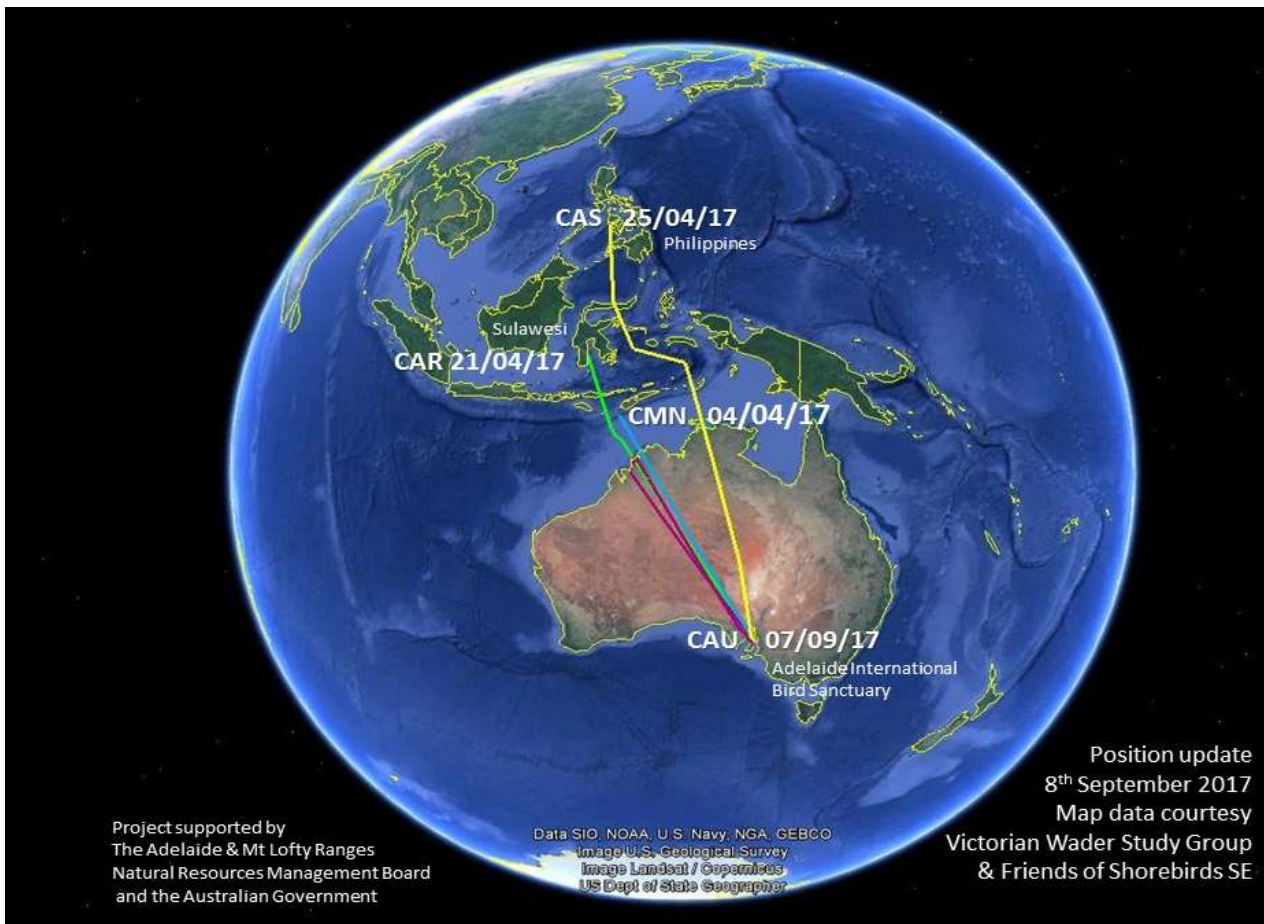 CAS 25/04/17
Philippines
Sulawesi
CAR 21/04/17
CMN 04/04/17
CAU 07/09/17
Adelaide International
Bird Sanctuary
Position update
8th September 2017
Map data courtesy
Victorian Wader Study Group
& Friends of Shorebirds SE
Project supported by
The Adelaide & Mt Lofty Ranges
Natural Resources Management Board
and the Australian Government
Data SIO, NOAA, U.S. Navy, NGA, GEBCO
Image U.S. Geological Survey
Image Landsat / Copernicus
US Dept of State Geographer